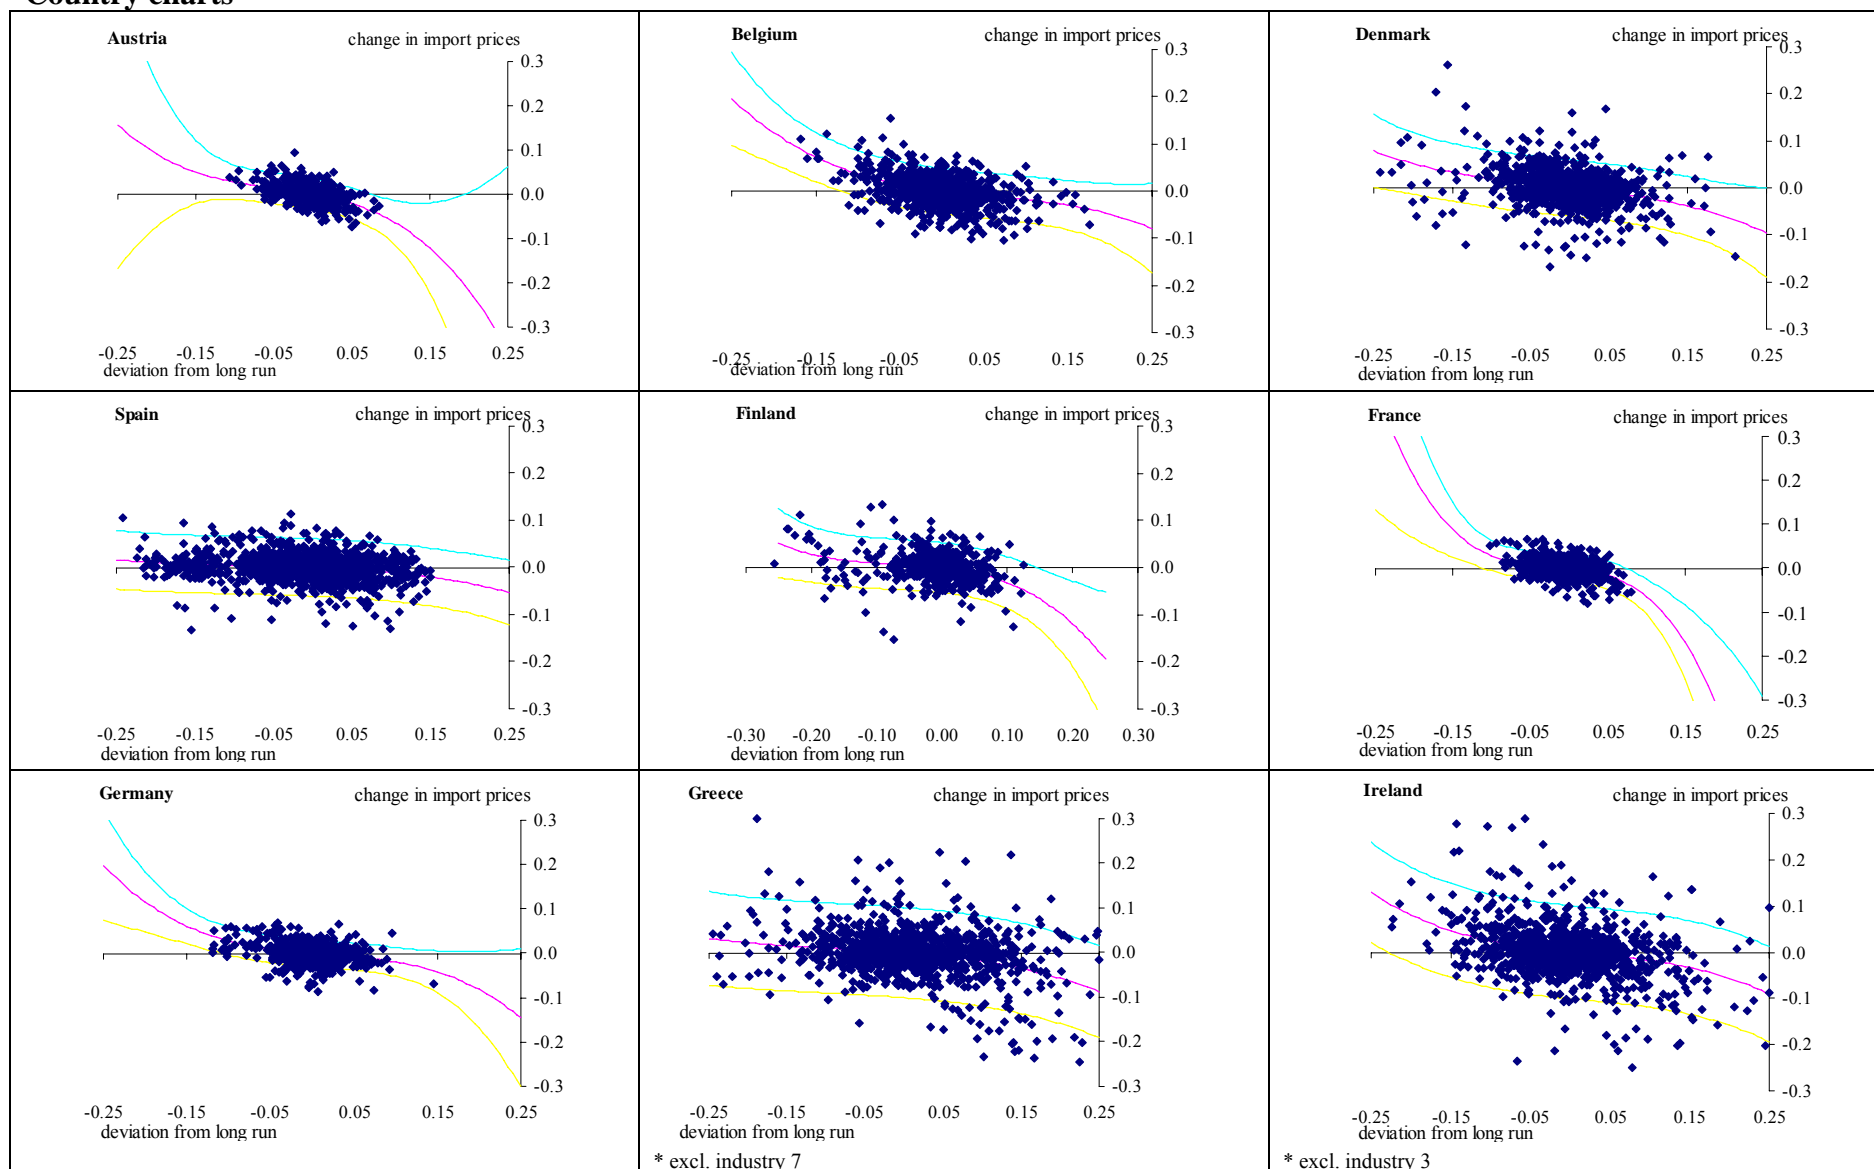 Country charts
Austria change in import prices
0.3
0.2
0.1
0.0
-0.1
-0.2
-0.3
-0.25 -0.15 -0.05 0.05 0.15 0.25
deviation from long run
Belgium change in import prices
0.3
0.2
0.1
0.0
-0.1
-0.2
-0.3
-0.25 -0.15 -0.05 0.05 0.15 0.25
deviation from long run
Denmark change in import prices
0.3
0.2
0.1
0.0
-0.1
-0.2
-0.3
-0.25 -0.15 -0.05 0.05 0.15 0.25
deviation from long run
Spain change in import prices
0.3
0.2
0.1
0.0
-0.1
-0.2
-0.3
-0.25 -0.15 -0.05 0.05 0.15 0.25
deviation from long run
Finland change in import prices
0.3
0.2
0.1
0.0
-0.1
-0.2
-0.3
-0.30 -0.20 -0.10 0.00 0.10 0.20 0.30
deviation from long run
France change in import prices
0.3
0.2
0.1
0.0
-0.1
-0.2
-0.3
-0.25 -0.15 -0.05 0.05 0.15 0.25
deviation from long run
Germany change in import prices
0.3
0.2
0.1
0.0
-0.1
-0.2
-0.3
-0.25 -0.15 -0.05 0.05 0.15 0.25
deviation from long run
Greece change in import prices
0.3
0.2
0.1
0.0
-0.1
-0.2
-0.3
-0.25 -0.15 -0.05 0.05 0.15 0.25
deviation from long run
* excl. industry 7
Ireland change in import prices
0.3
0.2
0.1
0.0
-0.1
-0.2
-0.3
-0.25 -0.15 -0.05 0.05 0.15 0.25
deviation from long run
* excl. industry 3